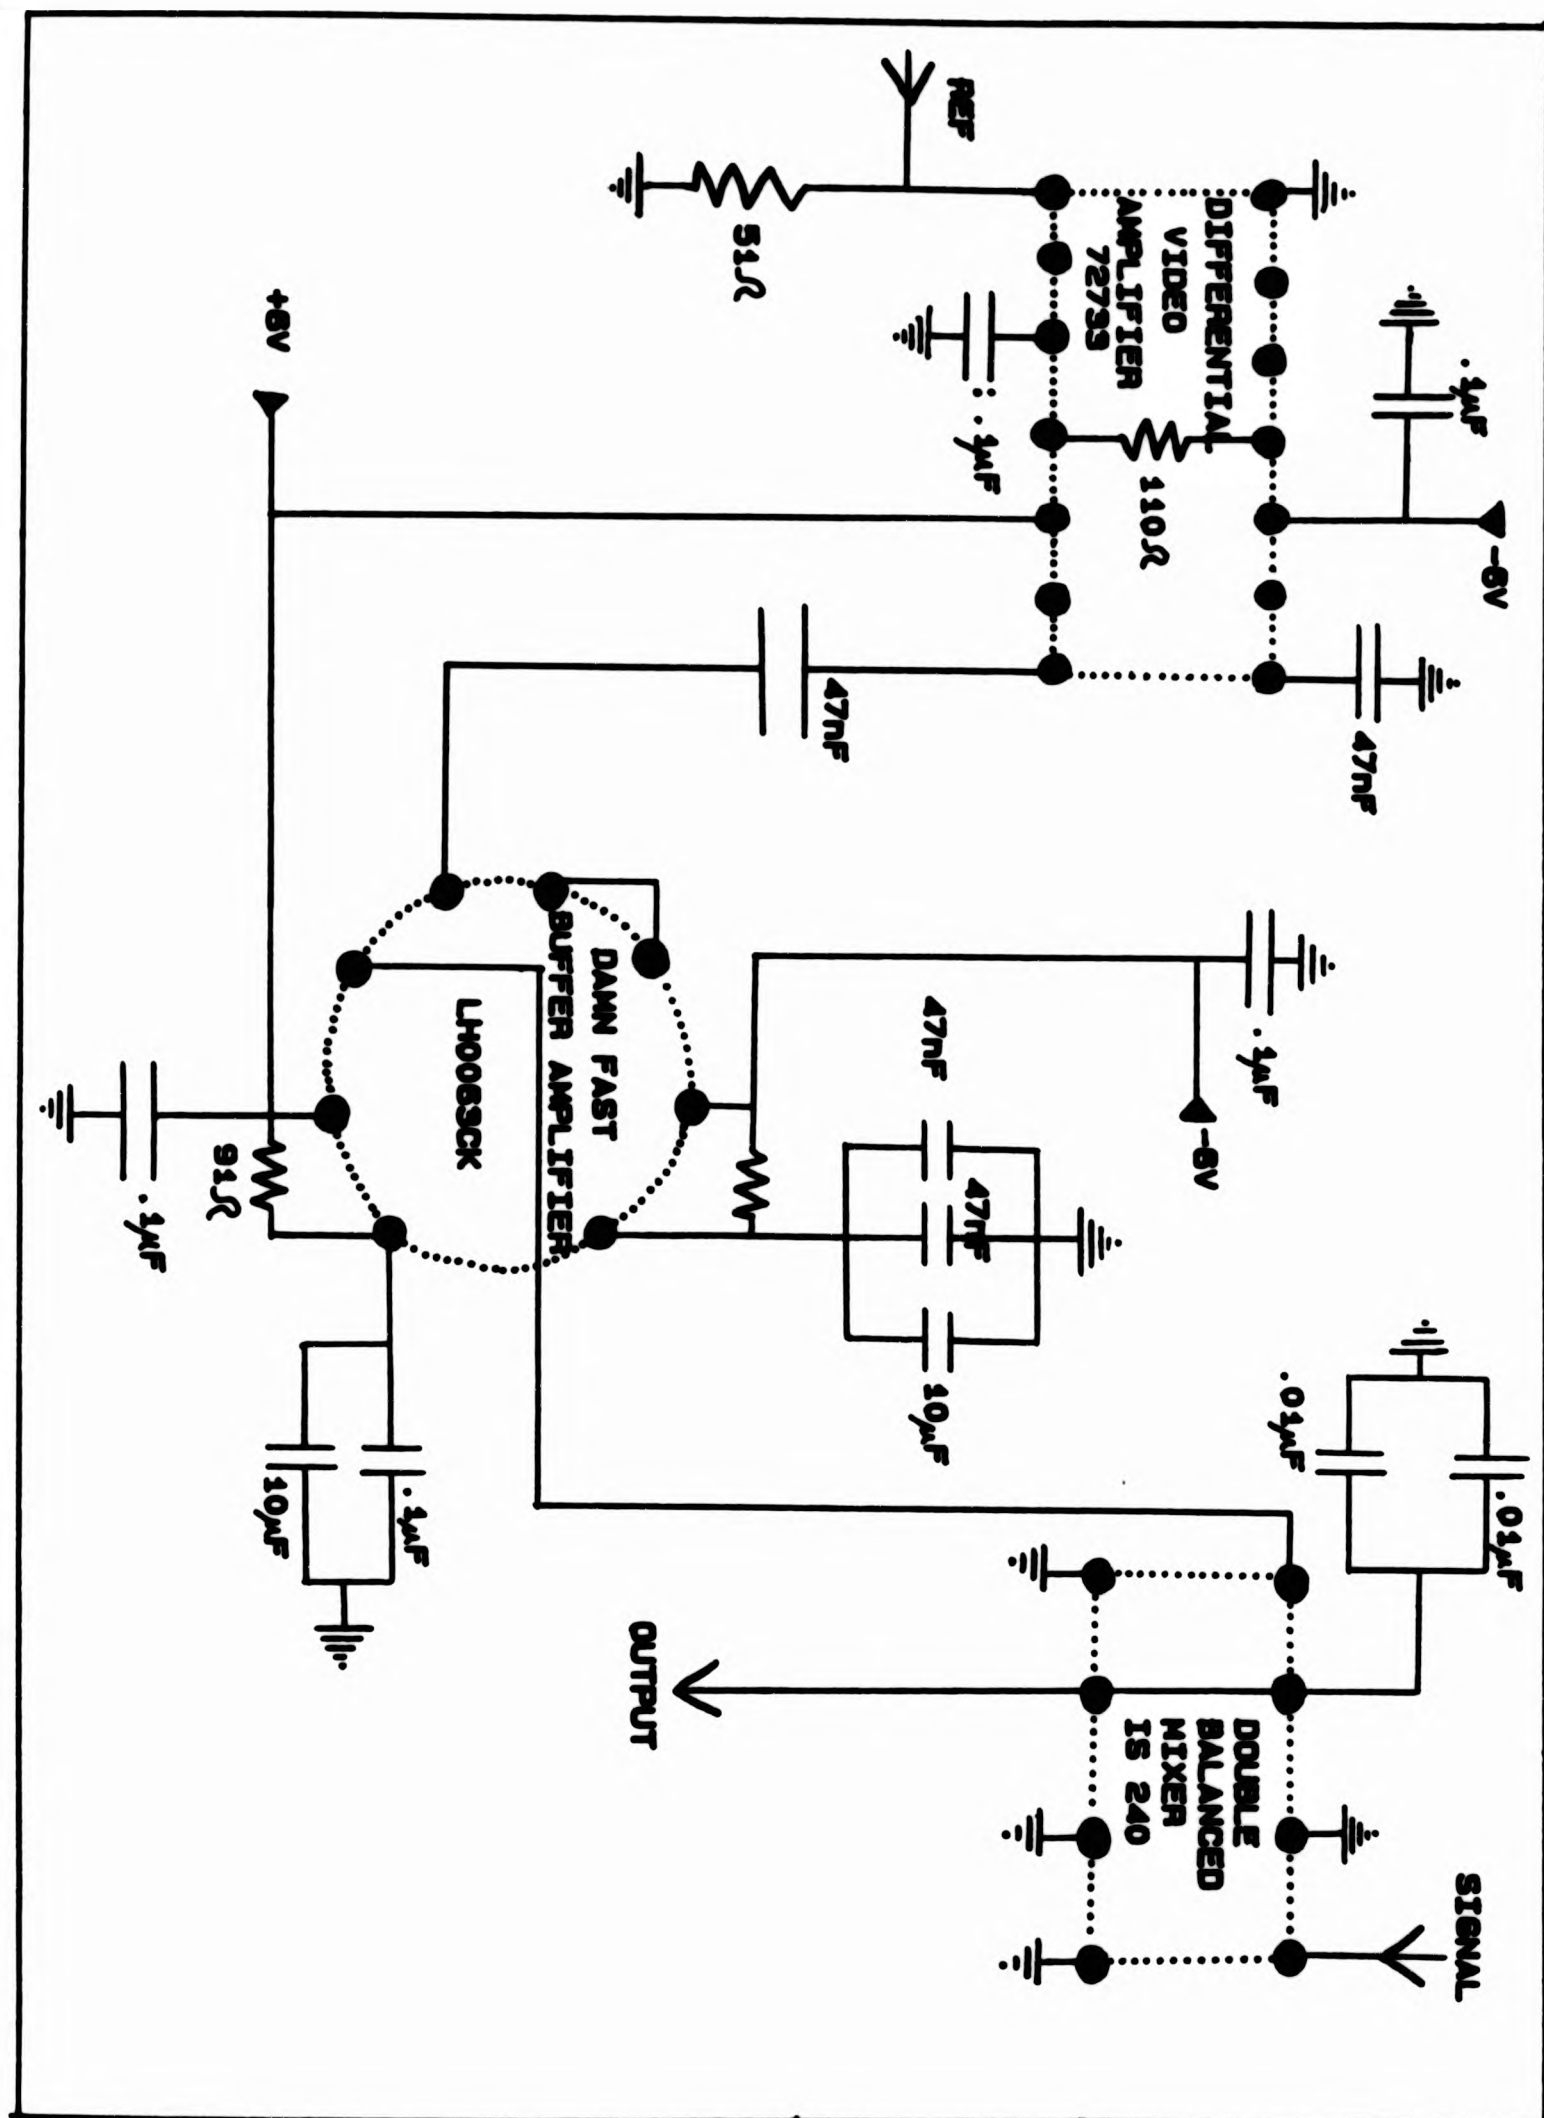 -6V
.1µF
.01µF
SIGNAL
47nF
.01µF
.1µF
DIFFERENTIAL
VIDEO
AMPLIFIER
72733
DOUBLE
BALANCED
MIXER
IS 240
-6V
110Ω
REF
.1µF
47nF
47nF
10µF
47nF
51Ω
OUTPUT
DAMN FAST
BUFFER AMPLIFIER
LH0063CK
.1µF
+6V
10µF
91Ω
.1µF